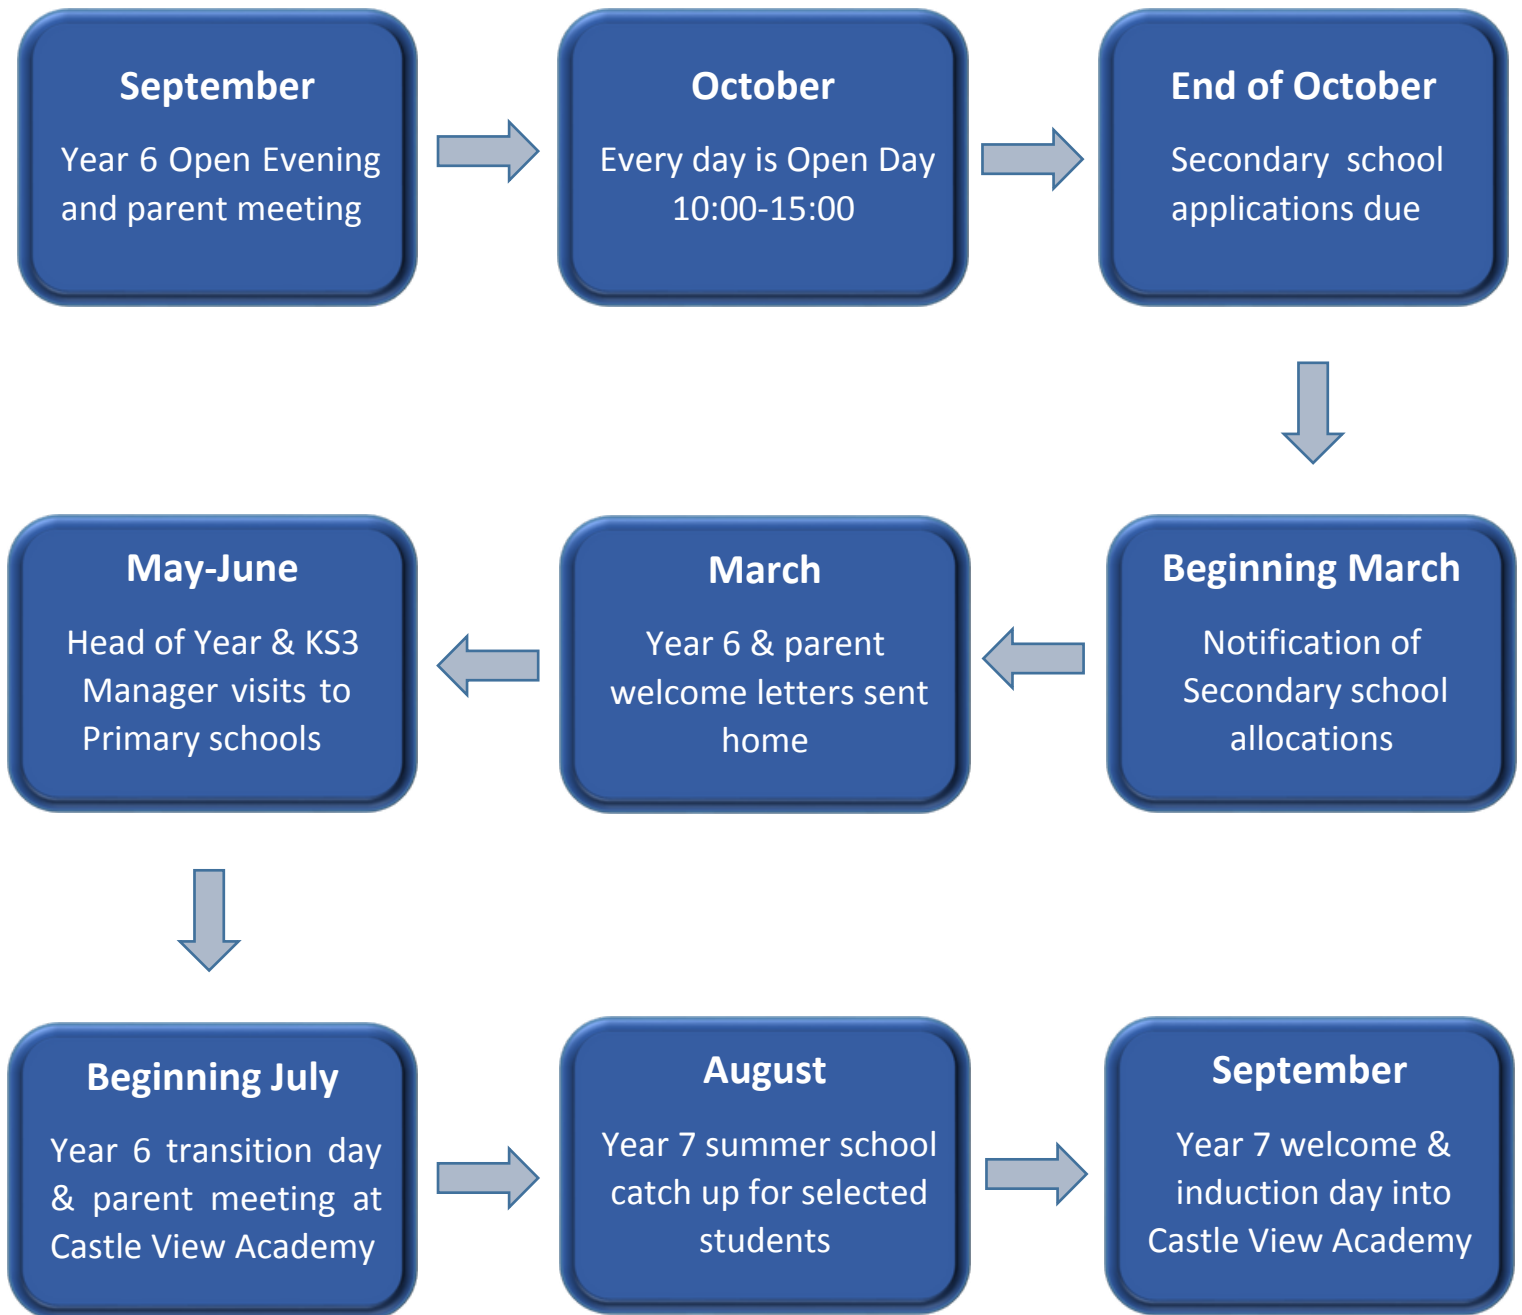 September
Year 6 Open Evening
and parent meeting
October
Every day is Open Day
10:00-15:00
End of October
Secondary school
applications due
Beginning March
Notification of
Secondary school
allocations
March
Year 6 & parent
welcome letters sent
home
May-June
Head of Year & KS3
Manager visits to
Primary schools
Beginning July
Year 6 transition day
& parent meeting at
Castle View Academy
August
Year 7 summer school
catch up for selected
students
September
Year 7 welcome &
induction day into
Castle View Academy